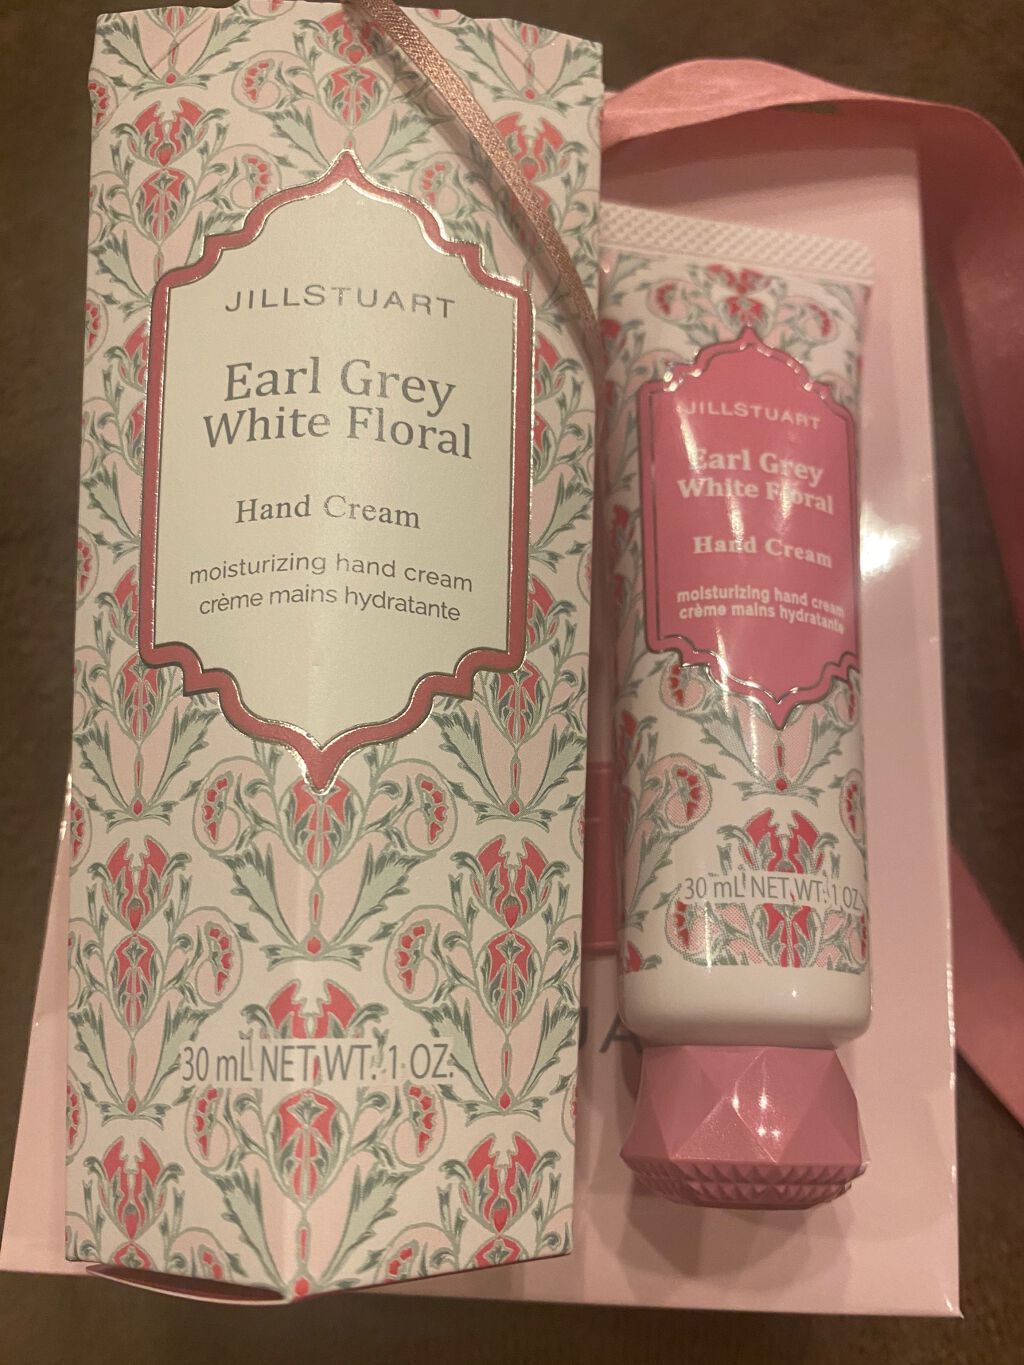 JILLSTUART
Earl Grey
White Floral
Hand Cream
moisturizing hand cream
crème mains hydratante
30 mL NET WT. 1 OZ.
JILLSTUART
Earl Grey
White Floral
Hand Cream
moisturizing hand cream
crème mains hydratante
30 mL NET WT. 1 OZ.